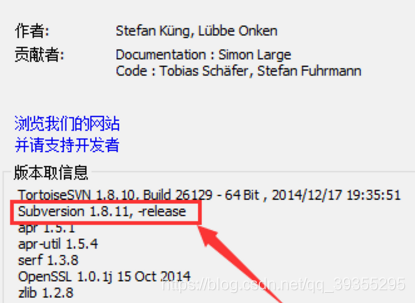 作者: Stefan Küng, Lübbe Onken
贡献者: Documentation : Simon Large
Code : Tobias Schäfer, Stefan Fuhrmann
浏览我们的网站
并请支持开发者
版本取信息
TortoiseSVN 1.8.10, Build 26129 - 64 Bit , 2014/12/17 19:35:51
Subversion 1.8.11, -release
apr 1.5.1
apr-util 1.5.4
serf 1.3.8
OpenSSL 1.0.1j 15 Oct 2014
zlib 1.2.8
https://blog.csdn.net/qq_39355295